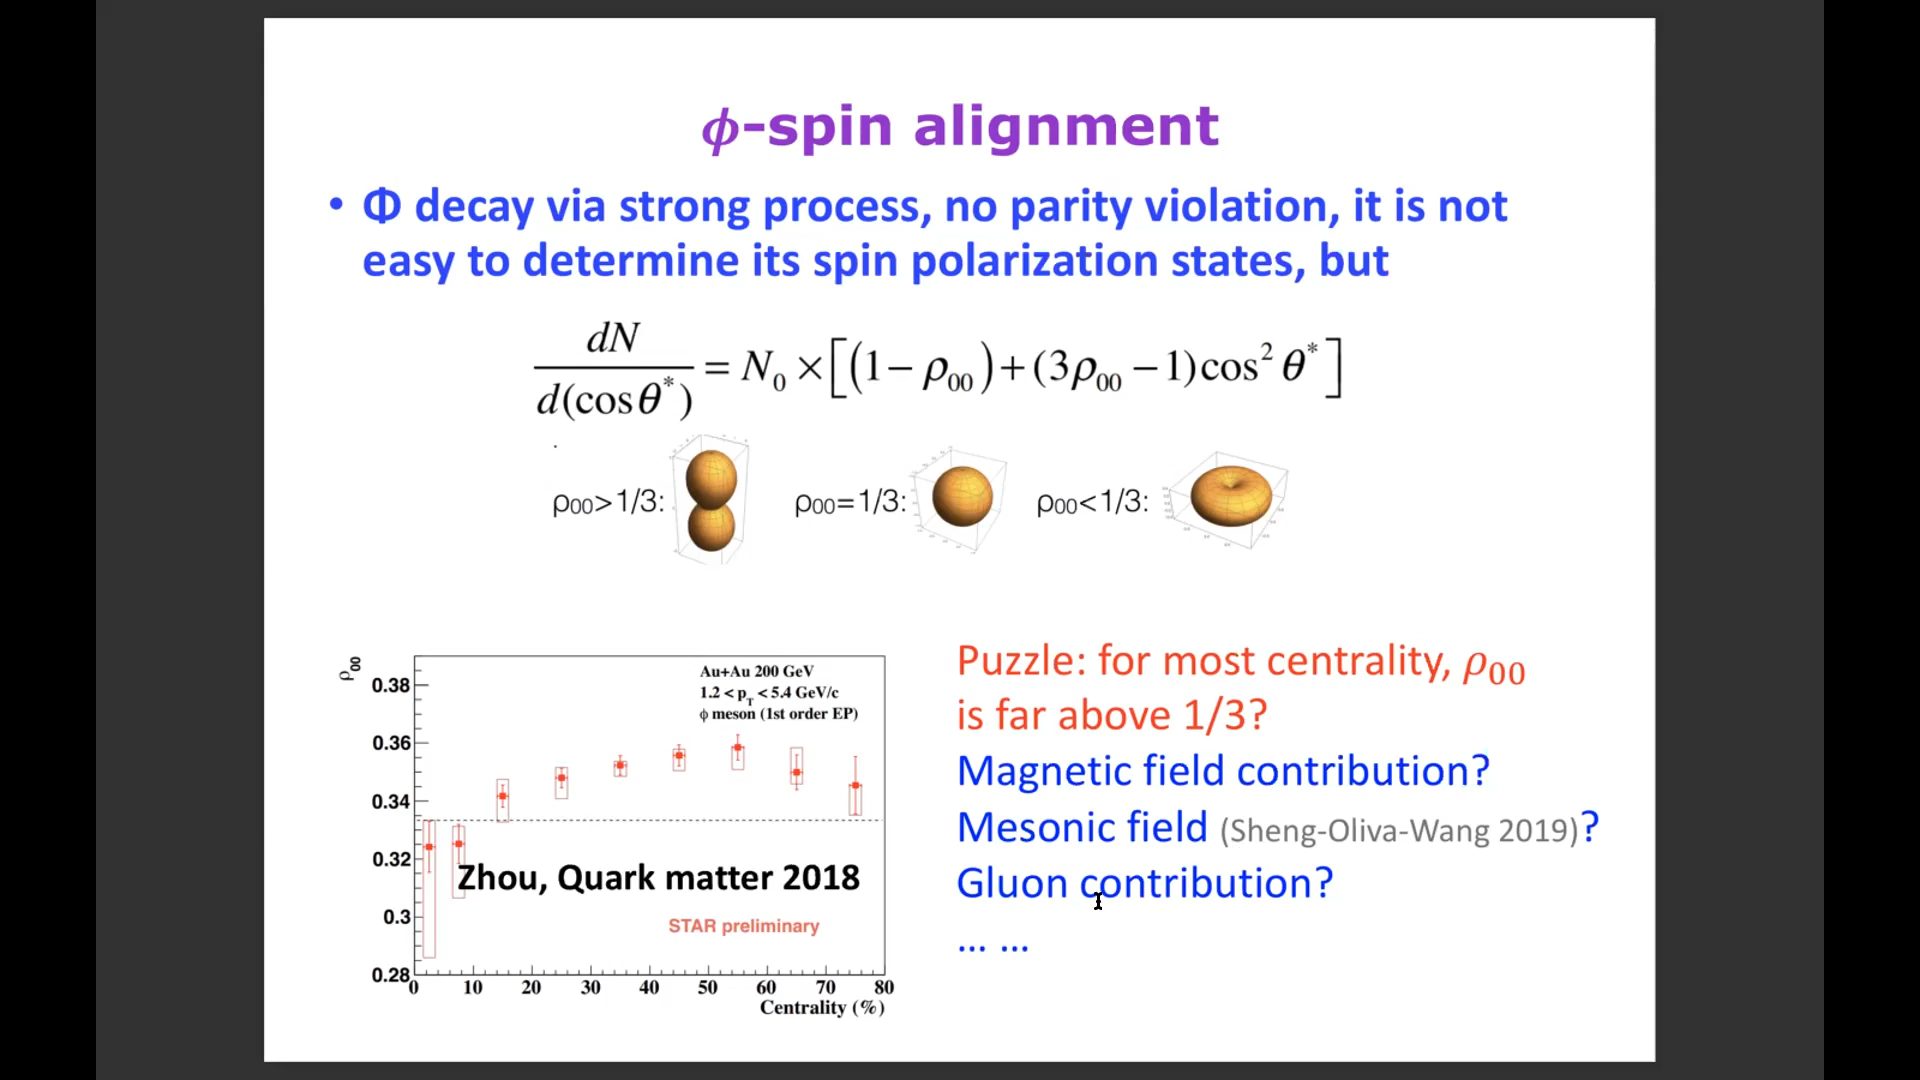 ϕ-spin alignment
• Φ decay via strong process, no parity violation, it is not
easy to determine its spin polarization states, but
dN/d(cosθ*) = N₀ ×[(1−ρ₀₀)+(3ρ₀₀−1)cos²θ*]
ρ00>1/3:
ρ00=1/3:
ρ00<1/3:
ρ00
Au+Au 200 GeV
1.2 < pT < 5.4 GeV/c
ϕ meson (1st order EP)
0.38
0.36
0.34
0.32
0.3
0.28
Zhou, Quark matter 2018
STAR preliminary
0 10 20 30 40 50 60 70 80
Centrality (%)
Puzzle: for most centrality, ρ₀₀
is far above 1/3?
Magnetic field contribution?
Mesonic field (Sheng-Oliva-Wang 2019)?
Gluon contribution?
... ...